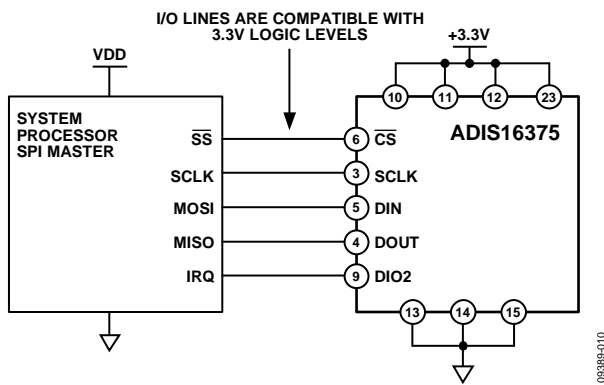 I/O LINES ARE COMPATIBLE WITH
3.3V LOGIC LEVELS
VDD
+3.3V
10
11
12
23
SYSTEM
PROCESSOR
SPI MASTER
ADIS16375
SS
6
CS
SCLK
3
SCLK
MOSI
5
DIN
MISO
4
DOUT
IRQ
9
DIO2
13
14
15
09389-010